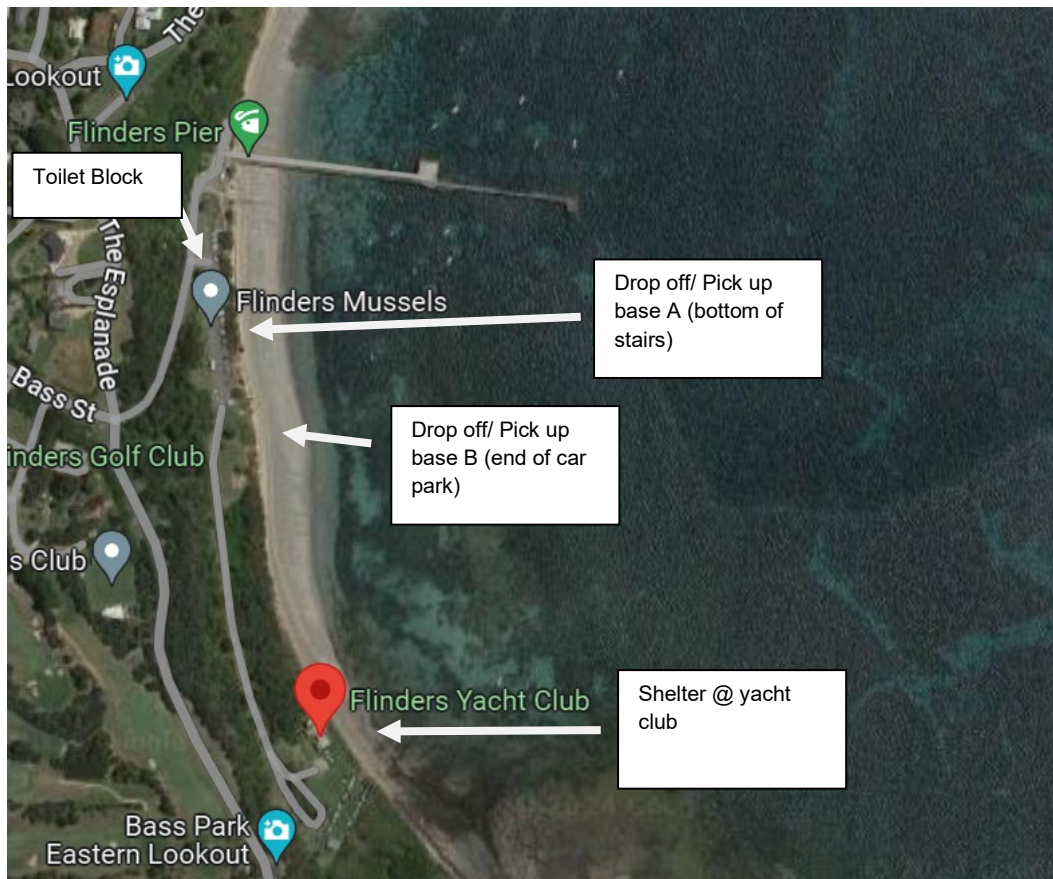 The
Lookout
Flinders Pier
Toilet Block
The Esplanade
Flinders Mussels
Drop off/ Pick up
base A (bottom of
stairs)
Bass St
Drop off/ Pick up
base B (end of car
park)
inders Golf Club
s Club
Flinders Yacht Club
Shelter @ yacht
club
Bass Park
Eastern Lookout